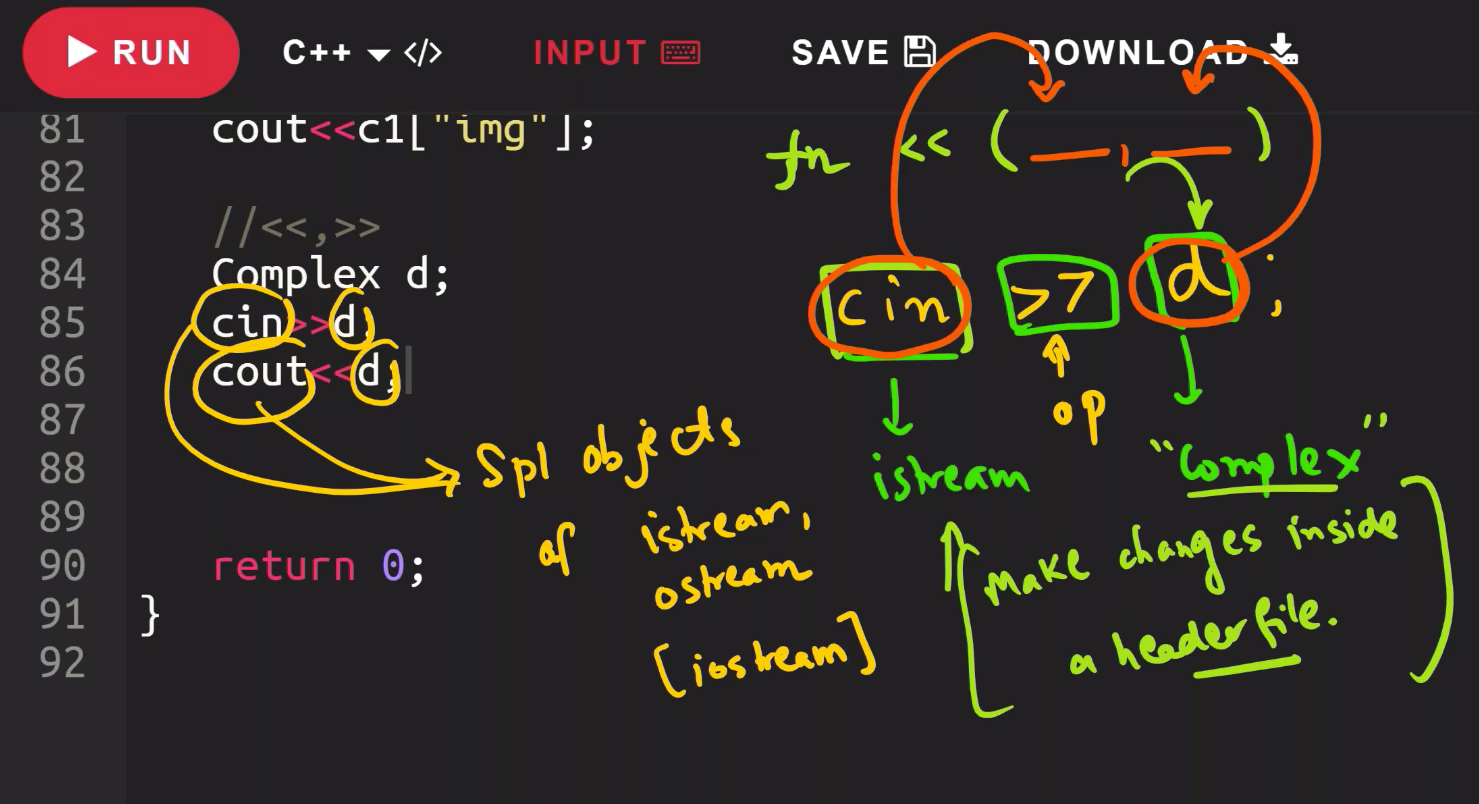 RUN C++ </> INPUT SAVE DOWNLOAD
81 cout<<c1["img"];
82
83 //<<,>>
84 Complex d;
85 cin>>d;
86 cout<<d;
87
88
89
90 return 0;
91 }
92
fn << ( __ , __ )
cin >> d ;
op
istream "Complex"
Spl objects
of istream,
ostream
[iostream]
Make changes inside
a header file.